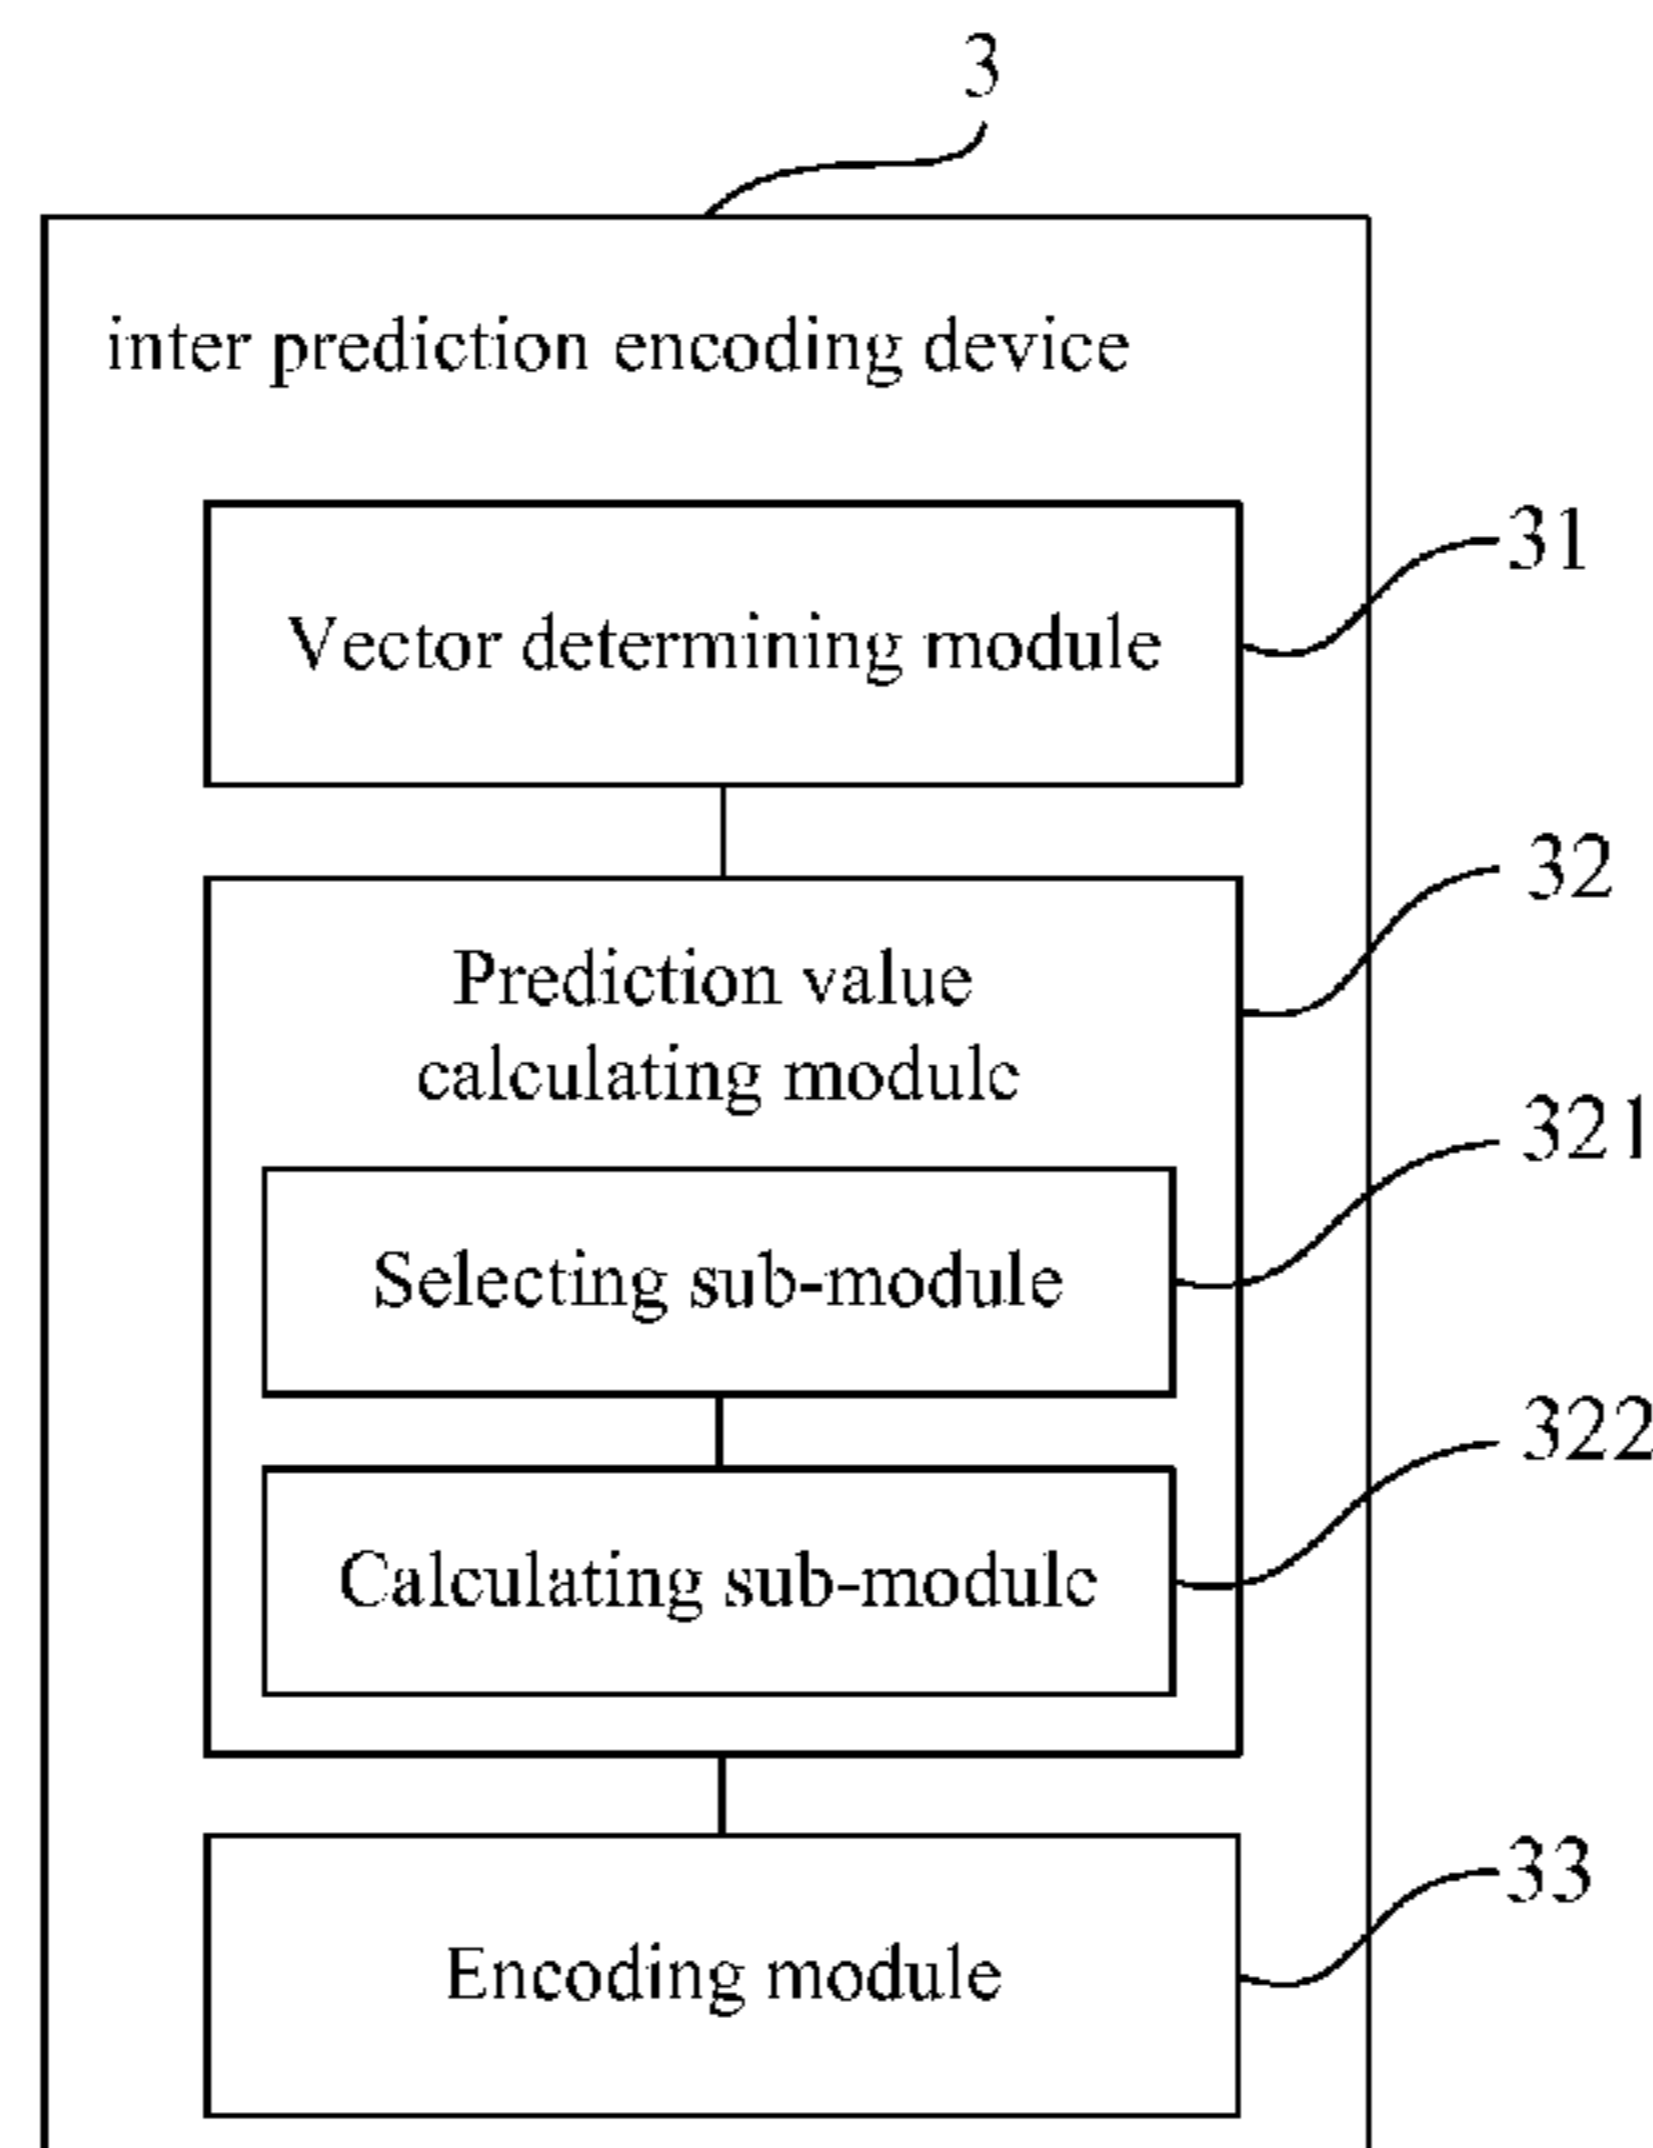 3
inter prediction encoding device
31
Vector determining module
32
Prediction value
calculating module
321
Selecting sub-module
322
Calculating sub-module
33
Encoding module